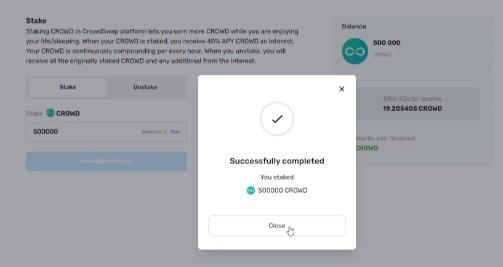 Stake
Staking CROWD in CrowdSwap platform lets you earn more CROWD while you are enjoying
your life/sleeping. When your CROWD is staked, you receive 40% APY CROWD as interest.
Your CROWD is continuously compounding per every hour. When you unstake, you will
receive all the originally staked CROWD and any additional from the interest.
Stake
Unstake
Stake CROWD
500000
Balance: 0 Max
Insufficient Balance
Successfully completed
You staked
500000 CROWD
Close
Balance
500 000
CROWD
59m 42s to receive
19.205405 CROWD
you received
CROWD